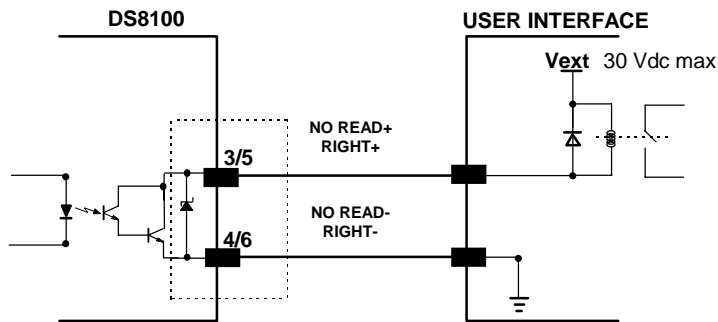 DS8100
USER INTERFACE
Vext 30 Vdc max
NO READ+
RIGHT+
3/5
NO READ-
RIGHT-
4/6